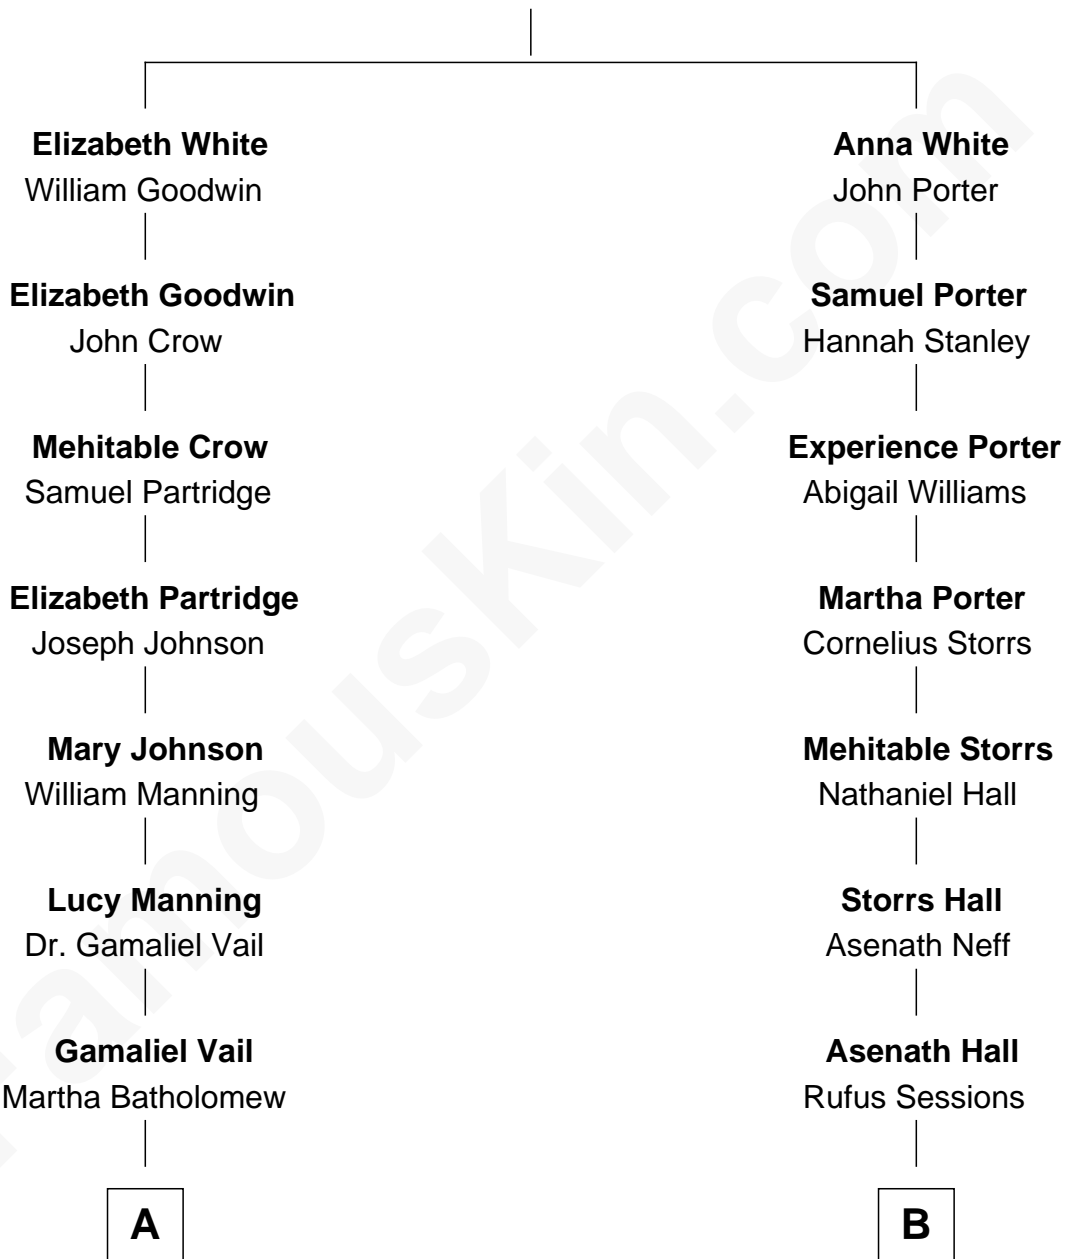 Elizabeth White
William Goodwin
Elizabeth Goodwin
John Crow
Mehitable Crow
Samuel Partridge
Elizabeth Partridge
Joseph Johnson
Mary Johnson
William Manning
Lucy Manning
Dr. Gamaliel Vail
Gamaliel Vail
Martha Batholomew
A
Anna White
John Porter
Samuel Porter
Hannah Stanley
Experience Porter
Abigail Williams
Martha Porter
Cornelius Storrs
Mehitable Storrs
Nathaniel Hall
Storrs Hall
Asenath Neff
Asenath Hall
Rufus Sessions
B
FamousKin.com